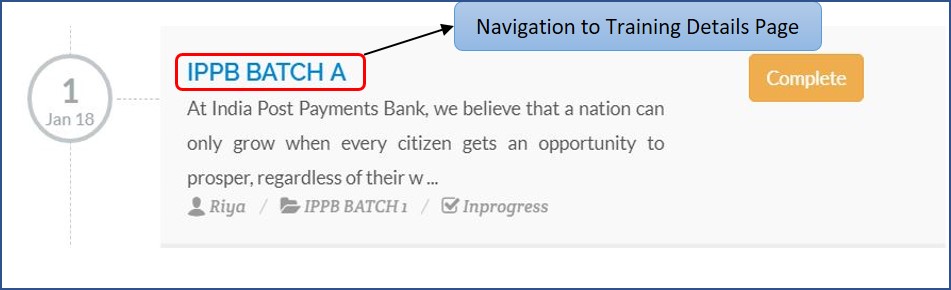 Navigation to Training Details Page
1
Jan 18
IPPB BATCH A
Complete
At India Post Payments Bank, we believe that a nation can
only grow when every citizen gets an opportunity to
prosper, regardless of their w ...
Riya / IPPB BATCH 1 / Inprogress